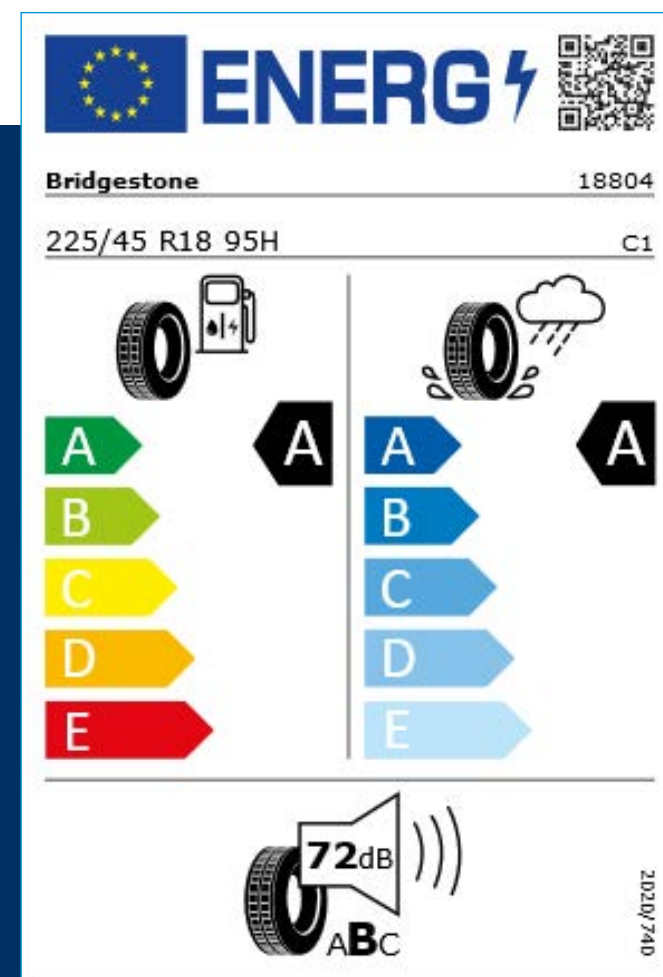 ENERG
Bridgestone 18804
225/45 R18 95H C1
A A A A
B B
C C
D D
E E
72dB
ABC
2020/740